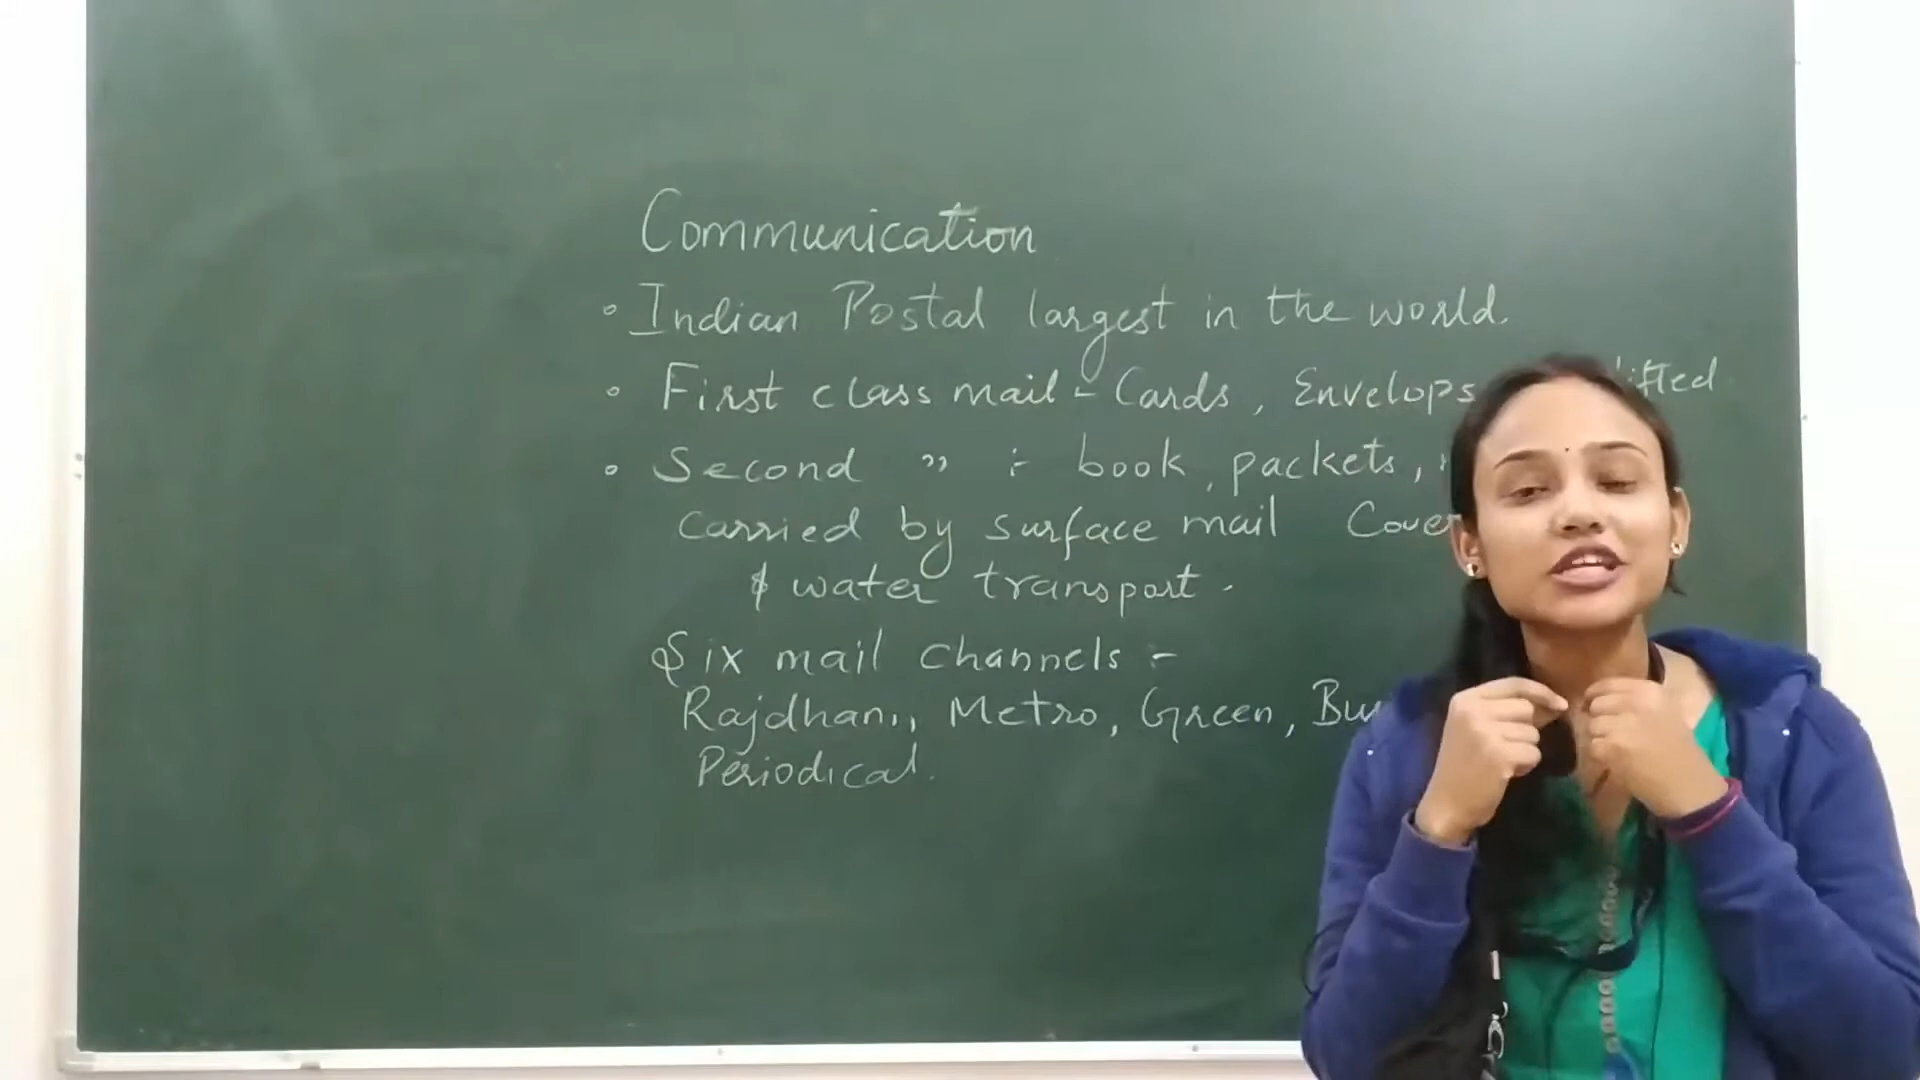 Communication
• Indian Postal largest in the world.
• First class mail - Cards, Envelops
• Second " :- book, packets,
carried by surface mail
& water transport.
Six mail channels :-
Rajdhani, Metro, Green,
Periodical.